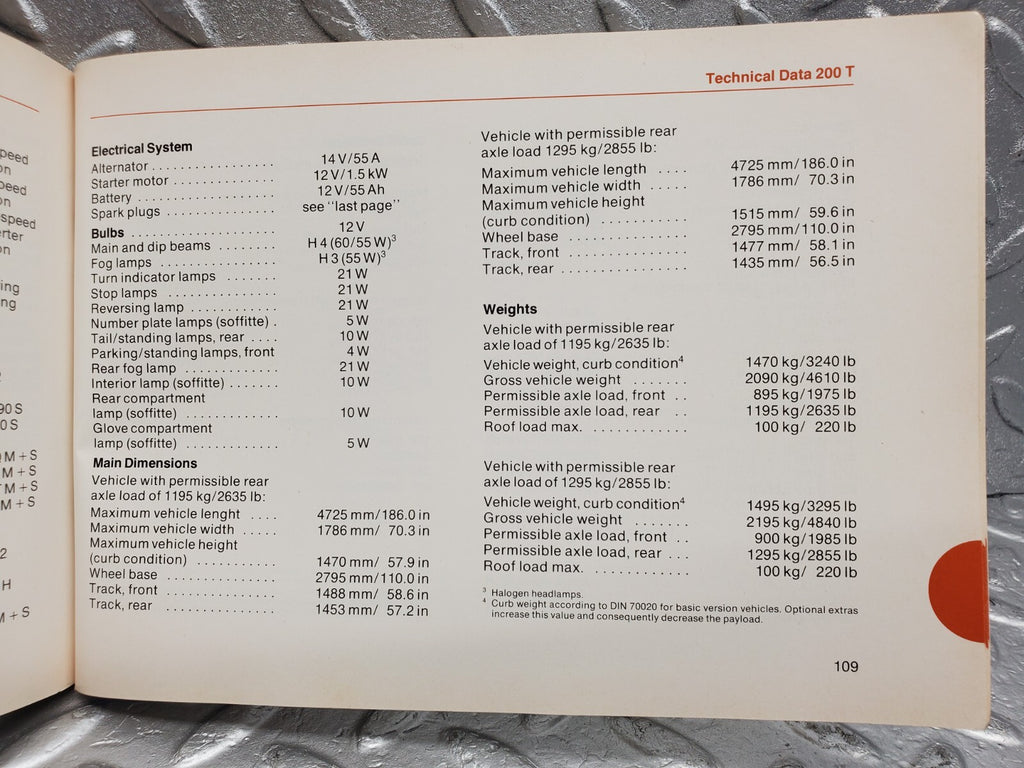 Technical Data 200 T
Electrical System
Alternator . . . . . . . . . . . . . . . 14 V/55 A
Starter motor . . . . . . . . . . . . 12 V/1.5 kW
Battery . . . . . . . . . . . . . . . . 12 V/55 Ah
Spark plugs . . . . . . . . . . . . . see "last page"
Bulbs . . . . . . . . . . . . . . . . . 12 V
Main and dip beams . . . . . . . . H 4 (60/55 W)³
Fog lamps . . . . . . . . . . . . . . H 3 (55 W)³
Turn indicator lamps . . . . . . . 21 W
Stop lamps . . . . . . . . . . . . . 21 W
Reversing lamp . . . . . . . . . . . 21 W
Number plate lamps (soffitte) . 5 W
Tail/standing lamps, rear . . . . 10 W
Parking/standing lamps, front 4 W
Rear fog lamp . . . . . . . . . . . . 21 W
Interior lamp (soffitte) . . . . . . . 10 W
Rear compartment
lamp (soffitte) . . . . . . . . . . . . 10 W
Glove compartment
lamp (soffitte) . . . . . . . . . . . . 5 W
Main Dimensions
Vehicle with permissible rear
axle load of 1195 kg/2635 lb:
Maximum vehicle lenght . . . . 4725 mm/186.0 in
Maximum vehicle width . . . . . 1786 mm/ 70.3 in
Maximum vehicle height
(curb condition) . . . . . . . . . . . 1470 mm/ 57.9 in
Wheel base . . . . . . . . . . . . . . 2795 mm/110.0 in
Track, front . . . . . . . . . . . . . . 1488 mm/ 58.6 in
Track, rear . . . . . . . . . . . . . . 1453 mm/ 57.2 in
Vehicle with permissible rear
axle load 1295 kg/2855 lb:
Maximum vehicle length . . . . 4725 mm/186.0 in
Maximum vehicle width . . . . . 1786 mm/ 70.3 in
Maximum vehicle height
(curb condition) . . . . . . . . . . . 1515 mm/ 59.6 in
Wheel base . . . . . . . . . . . . . . 2795 mm/110.0 in
Track, front . . . . . . . . . . . . . . 1477 mm/ 58.1 in
Track, rear . . . . . . . . . . . . . . . 1435 mm/ 56.5 in
Weights
Vehicle with permissible rear
axle load of 1195 kg/2635 lb:
Vehicle weight, curb condition⁴ 1470 kg/3240 lb
Gross vehicle weight . . . . . . . 2090 kg/4610 lb
Permissible axle load, front . . 895 kg/1975 lb
Permissible axle load, rear . . . 1195 kg/2635 lb
Roof load max. . . . . . . . . . . . . 100 kg/ 220 lb
Vehicle with permissible rear
axle load of 1295 kg/2855 lb:
Vehicle weight, curb condition⁴ 1495 kg/3295 lb
Gross vehicle weight . . . . . . . 2195 kg/4840 lb
Permissible axle load, front . . 900 kg/1985 lb
Permissible axle load, rear . . . 1295 kg/2855 lb
Roof load max. . . . . . . . . . . . . 100 kg/ 220 lb
³ Halogen headlamps.
⁴ Curb weight according to DIN 70020 for basic version vehicles. Optional extras
increase this value and consequently decrease the payload.
109